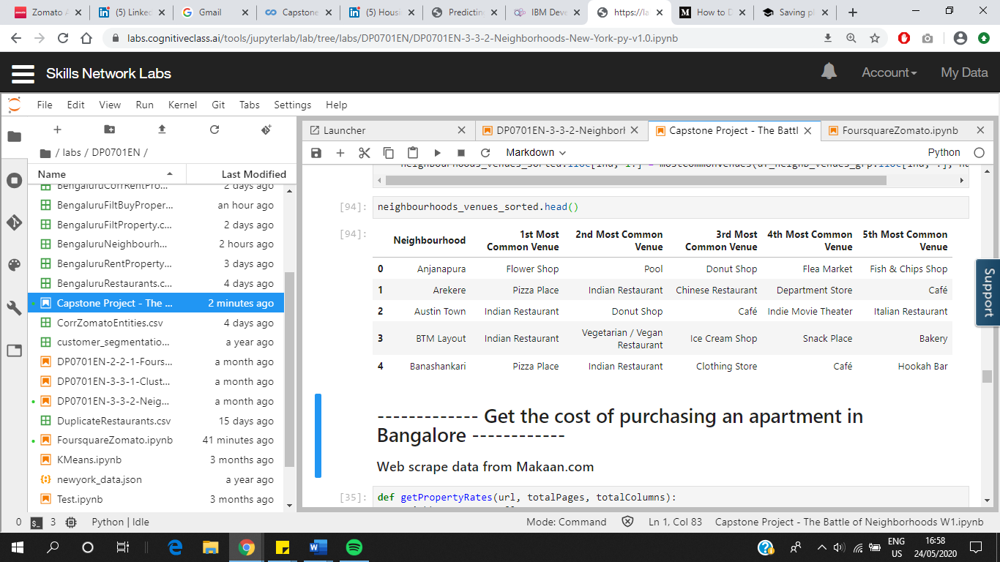 Zomato A
(5) Linked
Gmail
Capstone
(5) Housi
Predictin
IBM Deve
https://la
How to D
Saving pl
labs.cognitiveclass.ai/tools/jupyterlab/lab/tree/labs/DP0701EN/DP0701EN-3-3-2-Neighborhoods-New-York-py-v1.0.ipynb
Skills Network Labs
Account
My Data
File Edit View Run Kernel Git Tabs Settings Help
Launcher
DP0701EN-3-3-2-Neighborl
Capstone Project - The Battl
FoursquareZomato.ipynb
/ labs / DP0701EN /
Markdown
Python
Name Last Modified
BengaluruCorrRentPro... 2 days ago
BengaluruFiltBuyProper... an hour ago
BengaluruFiltProperty.c... 2 days ago
BengaluruNeighbourh... 2 hours ago
BengaluruRentProperty... 3 days ago
BengaluruRestaurants.c... 4 days ago
Capstone Project - The ... 2 minutes ago
CorrZomatoEntities.csv 4 days ago
customer_segmentatio... a year ago
DP0701EN-2-2-1-Fours... a month ago
DP0701EN-3-3-1-Clust... a month ago
DP0701EN-3-3-2-Neig... a month ago
DuplicateRestaurants.csv 15 days ago
FoursquareZomato.ipynb 41 minutes ago
KMeans.ipynb 3 months ago
newyork_data.json a year ago
Test.ipynb 3 months ago
[94]: neighbourhoods_venues_sorted.head()
[94]:
Neighbourhood 1st Most Common Venue 2nd Most Common Venue 3rd Most Common Venue 4th Most Common Venue 5th Most Common Venue
0 Anjanapura Flower Shop Pool Donut Shop Flea Market Fish & Chips Shop
1 Arekere Pizza Place Indian Restaurant Chinese Restaurant Department Store Café
2 Austin Town Indian Restaurant Donut Shop Café Indie Movie Theater Italian Restaurant
3 BTM Layout Indian Restaurant Vegetarian / Vegan Restaurant Ice Cream Shop Snack Place Bakery
4 Banashankari Pizza Place Indian Restaurant Clothing Store Café Hookah Bar
------------- Get the cost of purchasing an apartment in
Bangalore ------------
Web scrape data from Makaan.com
[35]: def getPropertyRates(url, totalPages, totalColumns):
Support
0 3 Python | Idle
Mode: Command
Ln 1, Col 83
Capstone Project - The Battle of Neighborhoods W1.ipynb
ENG
US
16:58
24/05/2020